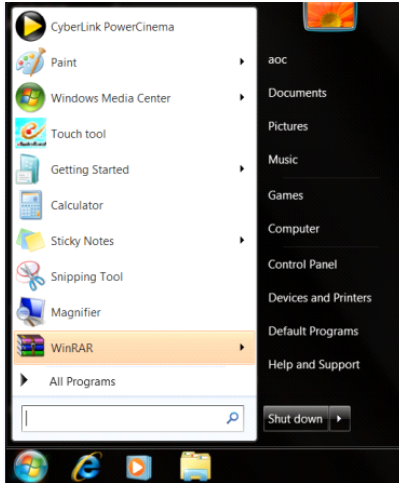 CyberLink PowerCinema
Paint
Windows Media Center
Touch tool
Getting Started
Calculator
Sticky Notes
Snipping Tool
Magnifier
WinRAR
All Programs
aoc
Documents
Pictures
Music
Games
Computer
Control Panel
Devices and Printers
Default Programs
Help and Support
Shut down